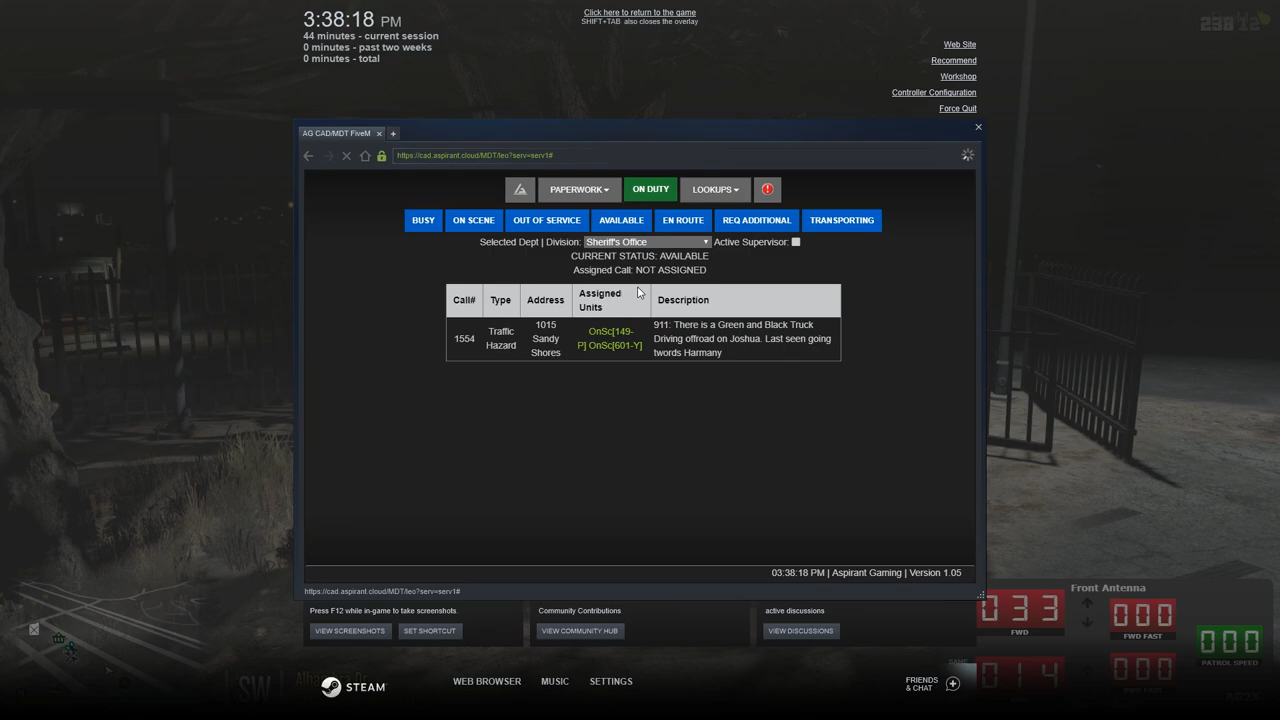 3:38:18 PM
44 minutes - current session
0 minutes - past two weeks
0 minutes - total
Click here to return to the game
SHIFT+TAB also closes the overlay
Web Site
Recommend
Workshop
Controller Configuration
Force Quit
AG CAD/MDT FiveM
https://cad.aspirant.cloud/MDT/leo?serv=serv1#
PAPERWORK ON DUTY LOOKUPS
BUSY ON SCENE OUT OF SERVICE AVAILABLE EN ROUTE REQ ADDITIONAL TRANSPORTING
Selected Dept | Division: Sheriff's Office Active Supervisor:
CURRENT STATUS: AVAILABLE
Assigned Call: NOT ASSIGNED
Call# Type Address Assigned
Units
Description
1554
Traffic
Hazard
1015
Sandy
Shores
OnSc[149-
P] OnSc[601-Y]
911: There is a Green and Black Truck
Driving offroad on Joshua. Last seen going
twords Harmany
03:38:18 PM | Aspirant Gaming | Version 1.05
https://cad.aspirant.cloud/MDT/leo?serv=serv1#
Press F12 while in-game to take screenshots.
VIEW SCREENSHOTS SET SHORTCUT
Community Contributions
VIEW COMMUNITY HUB
active discussions
VIEW DISCUSSIONS
Front Antenna
033 000
FWD FWD FAST
000
PATROL SPEED
SAME
014 000
SW
STEAM
WEB BROWSER MUSIC SETTINGS
FRIENDS
& CHAT